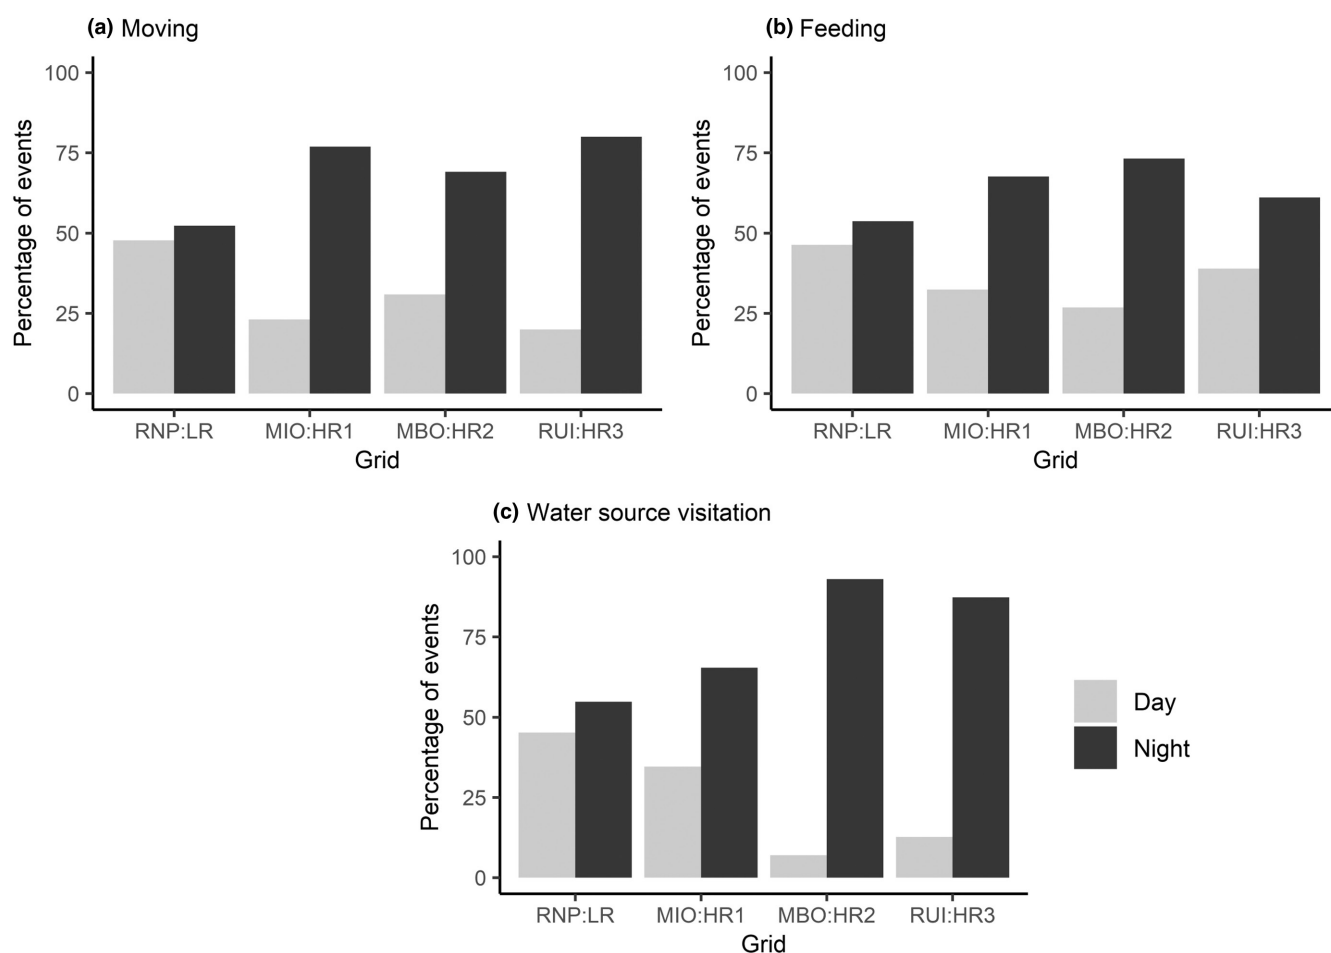 (a) Moving
Percentage of events
100
75
50
25
0
RNP:LR MIO:HR1 MBO:HR2 RUI:HR3
Grid
(b) Feeding
Percentage of events
100
75
50
25
0
RNP:LR MIO:HR1 MBO:HR2 RUI:HR3
Grid
(c) Water source visitation
Percentage of events
100
75
50
25
0
RNP:LR MIO:HR1 MBO:HR2 RUI:HR3
Grid
Day
Night